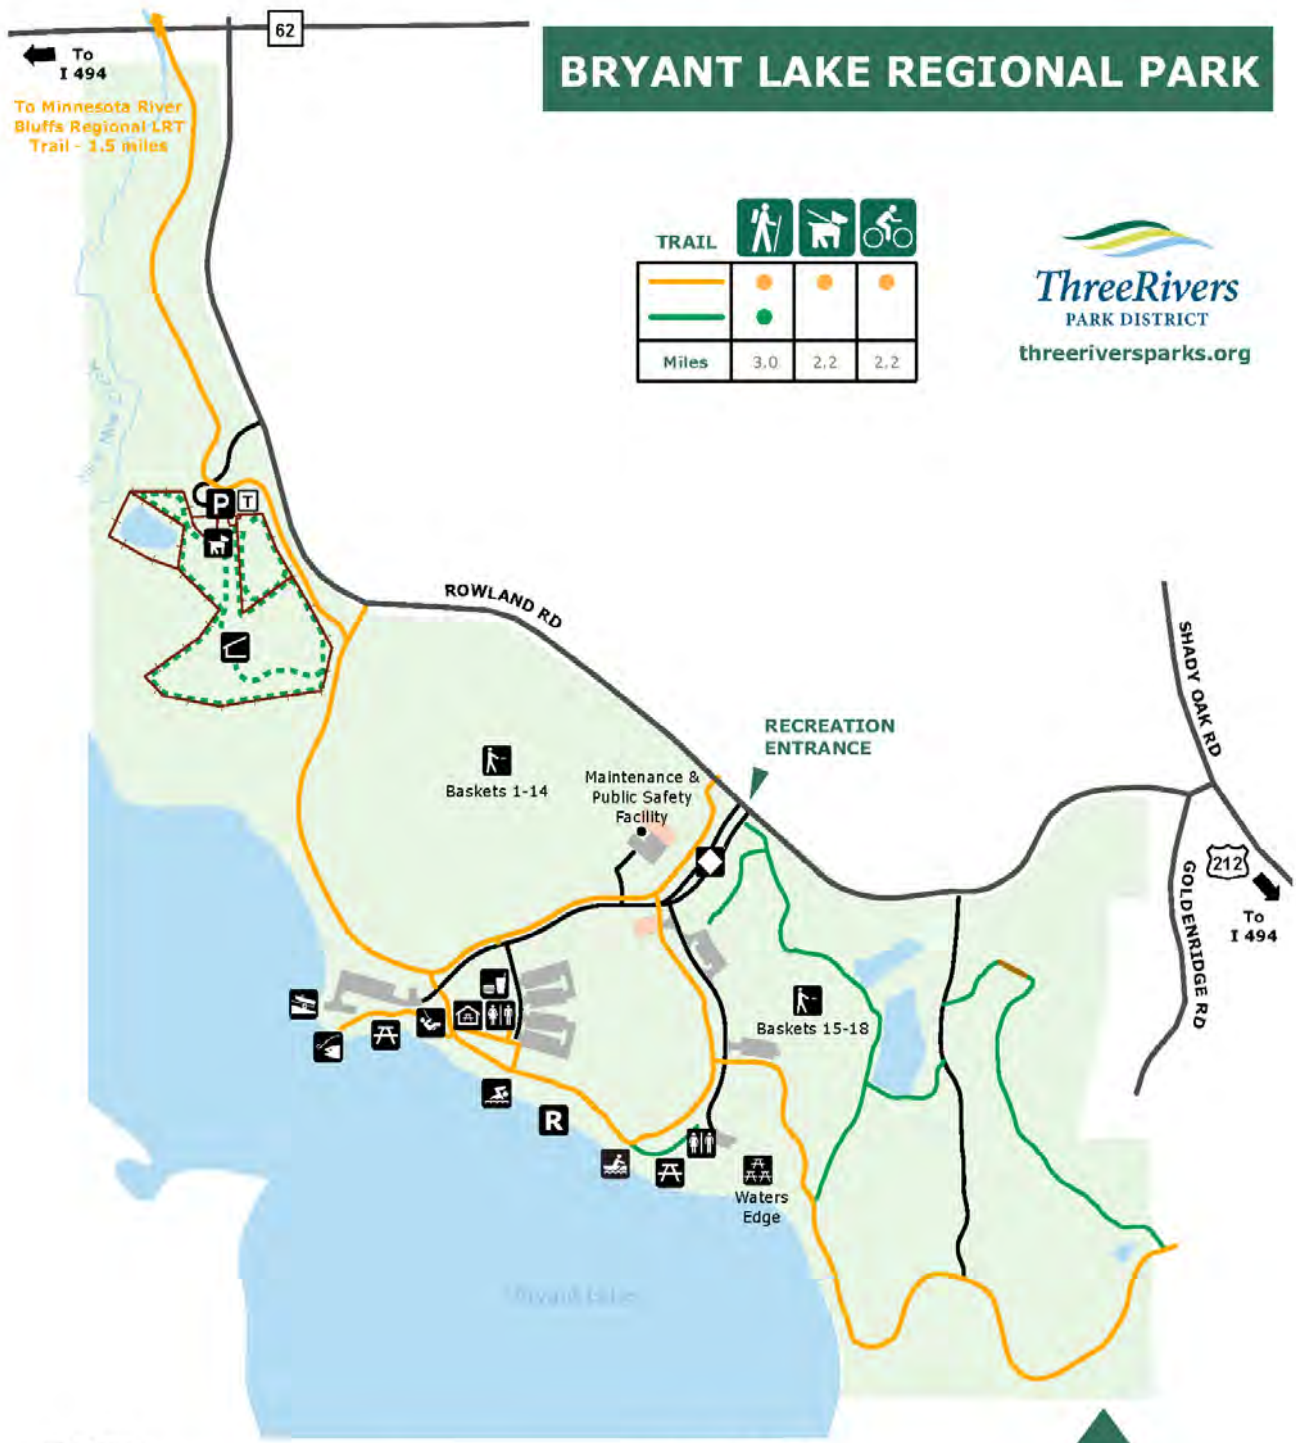 62
To
I 494
BRYANT LAKE REGIONAL PARK
To Minnesota River
Bluffs Regional LRT
Trail - 1.5 miles
TRAIL
Miles 3.0 2.2 2.2
ThreeRivers
PARK DISTRICT
threeriversparks.org
P
T
ROWLAND RD
SHADY OAK RD
RECREATION
ENTRANCE
Baskets 1-14
Maintenance &
Public Safety
Facility
212
To
I 494
GOLDENRIDGE RD
Baskets 15-18
R
Waters
Edge
Bryant Lake